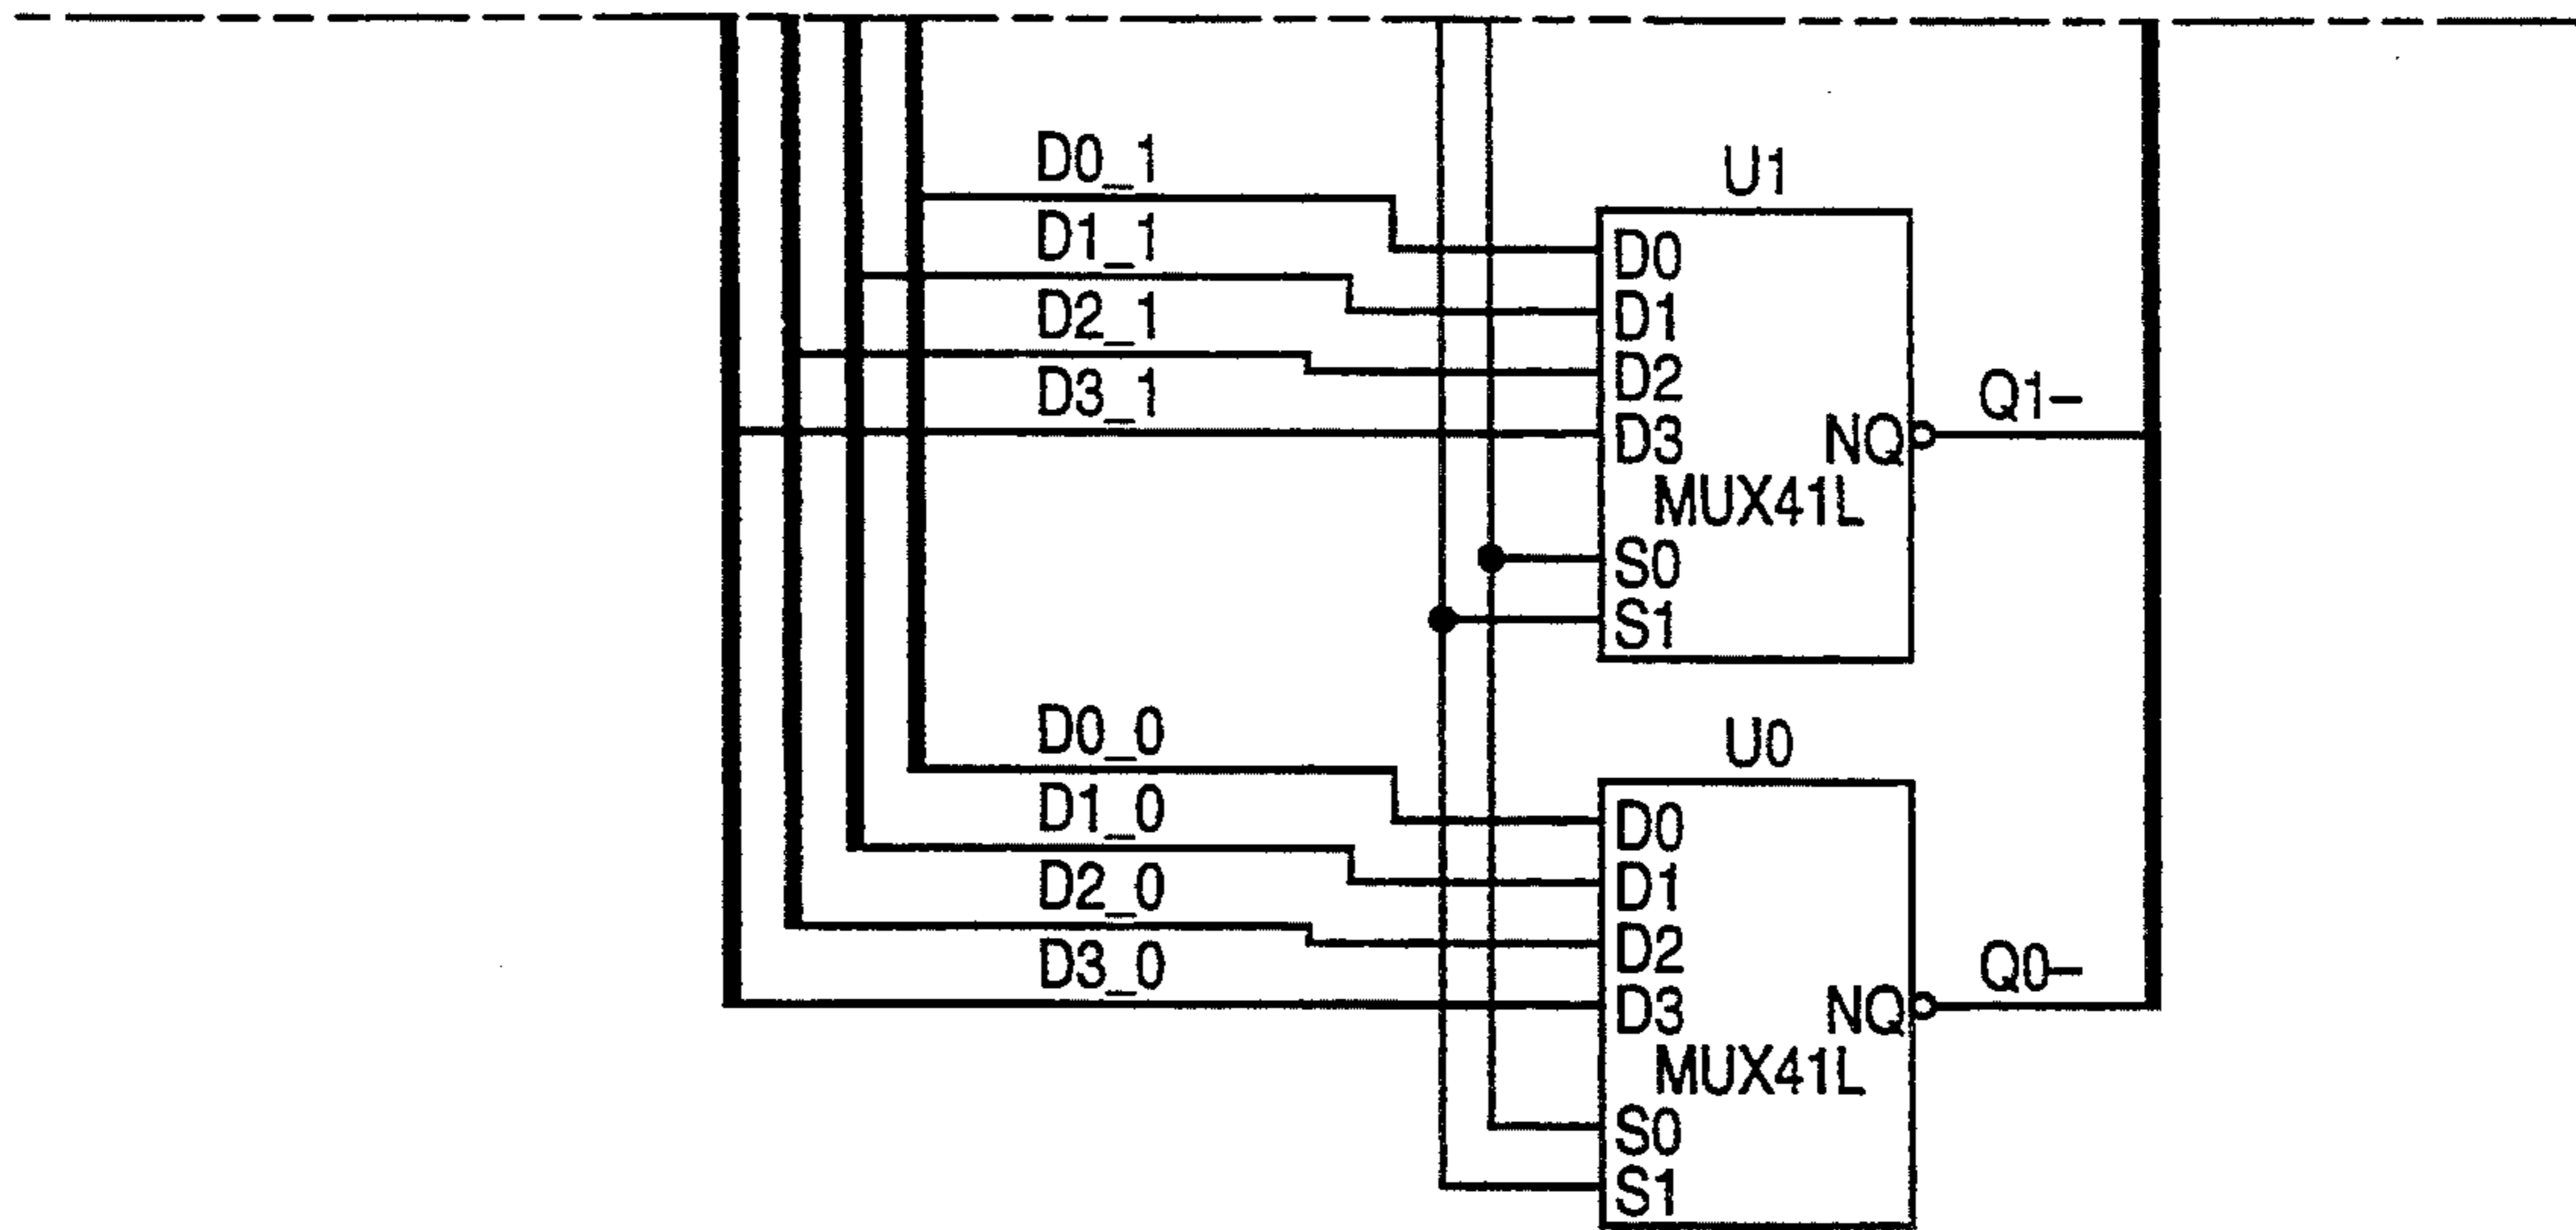 D0_1
D1_1
D2_1
D3_1
U1
D0
D1
D2
D3
NQ
MUX41L
S0
S1
Q1–
D0_0
D1_0
D2_0
D3_0
U0
D0
D1
D2
D3
NQ
MUX41L
S0
S1
Q0–